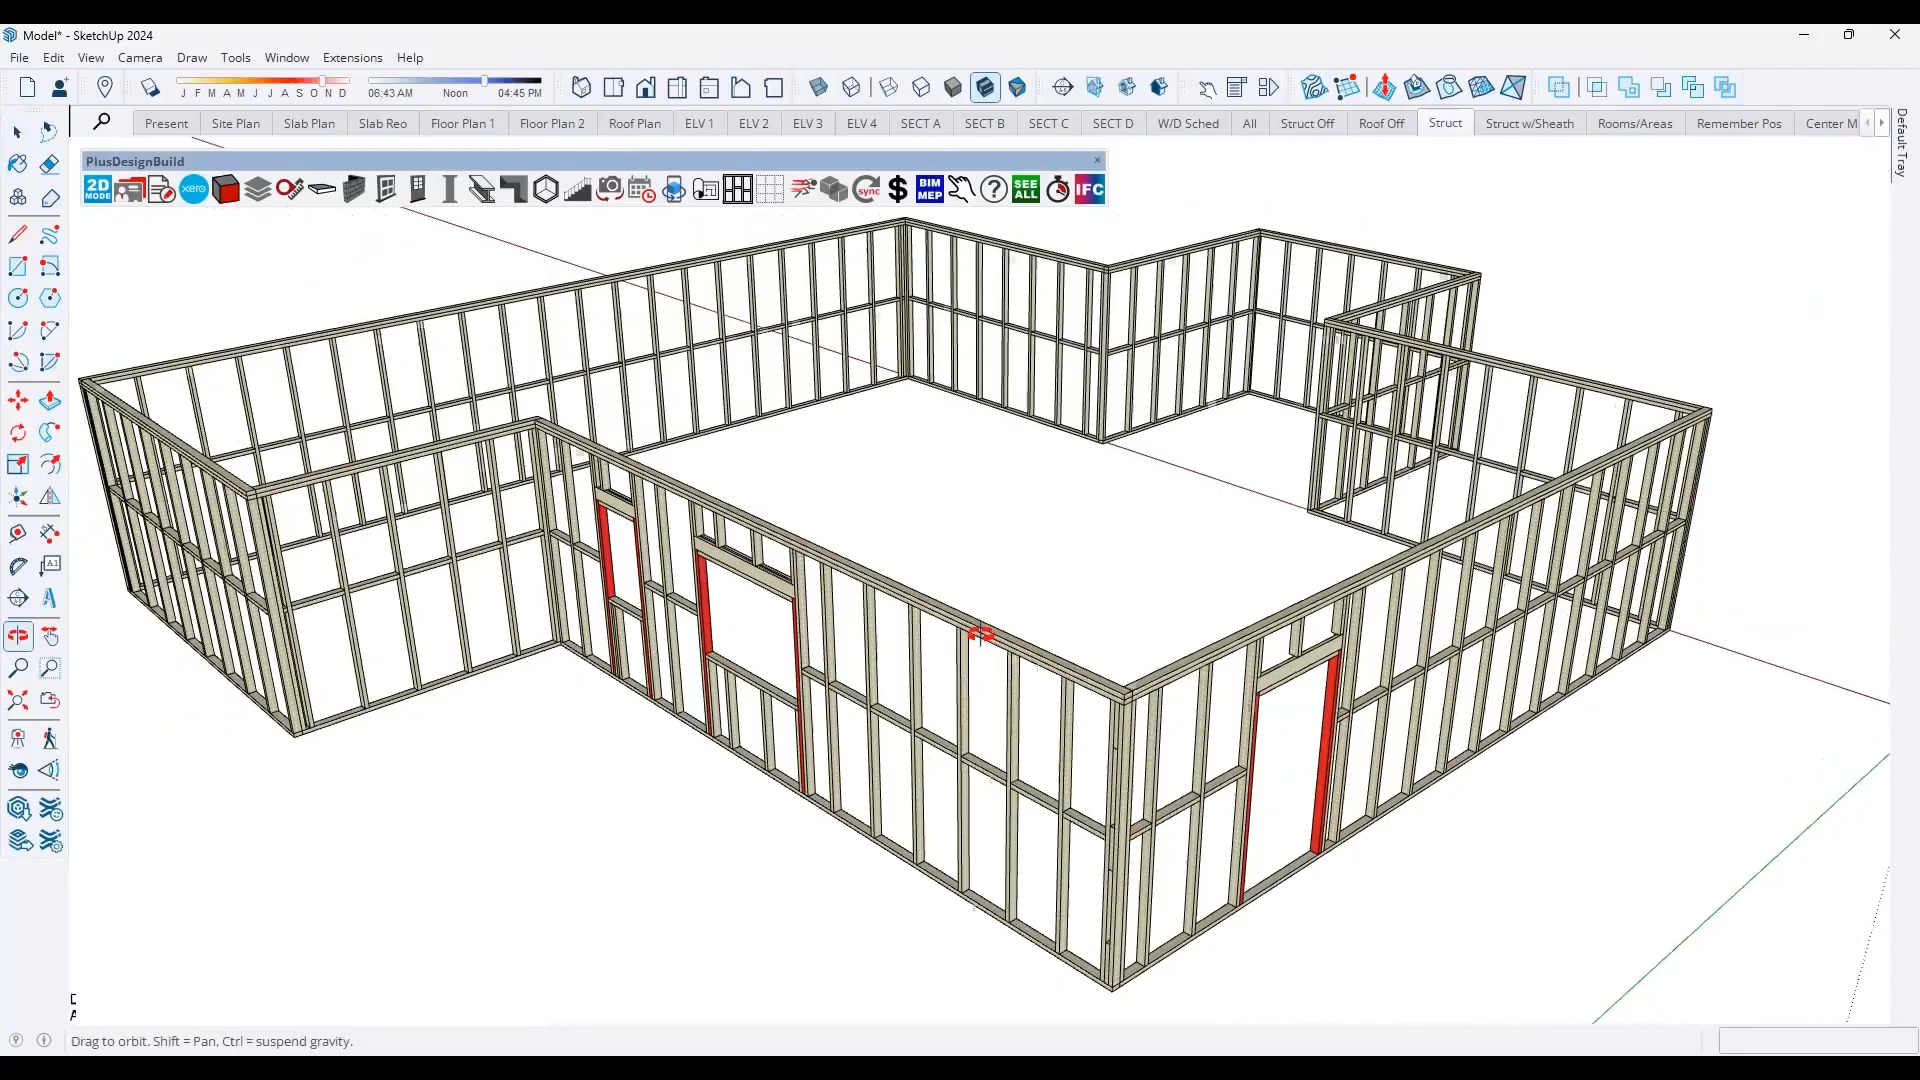 Model* - SketchUp 2024
File Edit View Camera Draw Tools Window Extensions Help
J F M A M J J A S O N D 06:43 AM Noon 04:45 PM
Present Site Plan Slab Plan Slab Reo Floor Plan 1 Floor Plan 2 Roof Plan ELV 1 ELV 2 ELV 3 ELV 4 SECT A SECT B SECT C SECT D W/D Sched All Struct Off Roof Off Struct Struct w/Sheath Rooms/Areas Remember Pos Center M
Default Tray
PlusDesignBuild ×
2D MODE xero sync $ BIM MEP ? SEE ALL IFC
A1
A
Drag to orbit. Shift = Pan, Ctrl = suspend gravity.